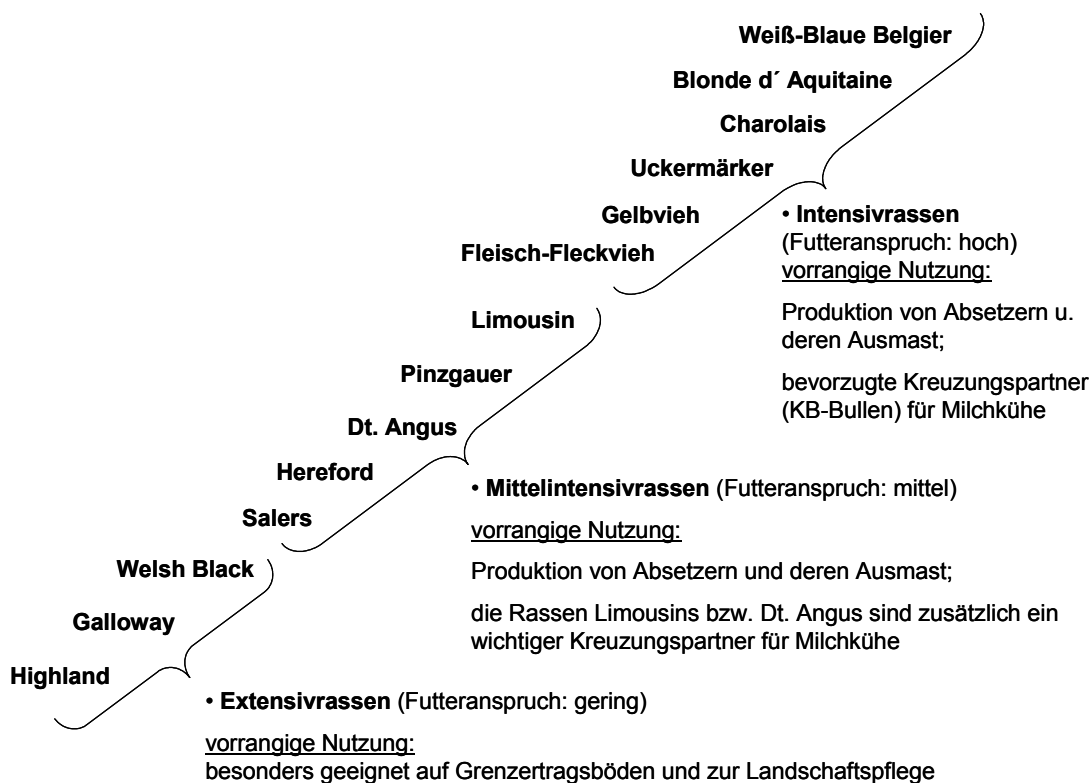 Weiß-Blaue Belgier
Blonde d´ Aquitaine
Charolais
Uckermärker
Gelbvieh
Fleisch-Fleckvieh
• Intensivrassen
(Futteranspruch: hoch)
vorrangige Nutzung:
Produktion von Absetzern u.
deren Ausmast;
bevorzugte Kreuzungspartner
(KB-Bullen) für Milchkühe
Limousin
Pinzgauer
Dt. Angus
Hereford
Salers
• Mittelintensivrassen (Futteranspruch: mittel)
vorrangige Nutzung:
Produktion von Absetzern und deren Ausmast;
die Rassen Limousins bzw. Dt. Angus sind zusätzlich ein
wichtiger Kreuzungspartner für Milchkühe
Welsh Black
Galloway
Highland
• Extensivrassen (Futteranspruch: gering)
vorrangige Nutzung:
besonders geeignet auf Grenzertragsböden und zur Landschaftspflege